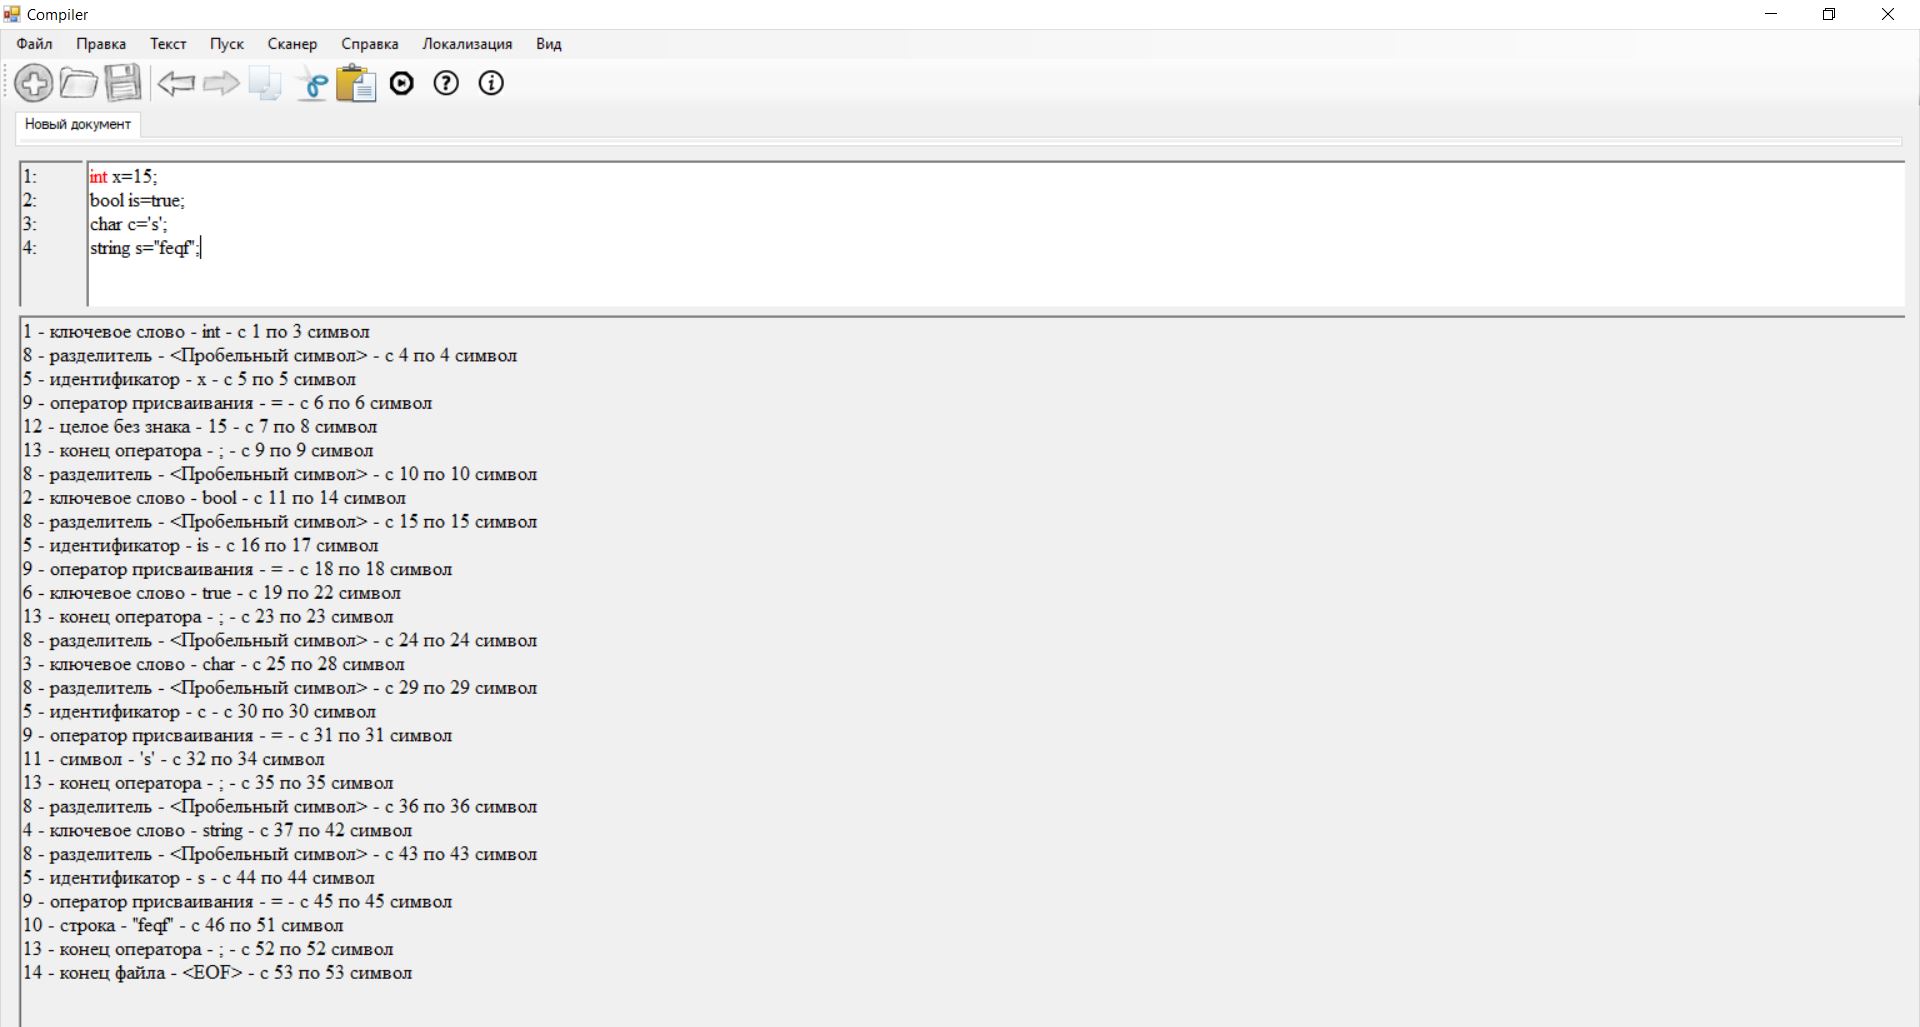 Compiler
Файл Правка Текст Пуск Сканер Справка Локализация Вид
Новый документ
1: int x=15;
2: bool is=true;
3: char c='s';
4: string s="feqf";
1 - ключевое слово - int - с 1 по 3 символ
8 - разделитель - <Пробельный символ> - с 4 по 4 символ
5 - идентификатор - x - с 5 по 5 символ
9 - оператор присваивания - = - с 6 по 6 символ
12 - целое без знака - 15 - с 7 по 8 символ
13 - конец оператора - ; - с 9 по 9 символ
8 - разделитель - <Пробельный символ> - с 10 по 10 символ
2 - ключевое слово - bool - с 11 по 14 символ
8 - разделитель - <Пробельный символ> - с 15 по 15 символ
5 - идентификатор - is - с 16 по 17 символ
9 - оператор присваивания - = - с 18 по 18 символ
6 - ключевое слово - true - с 19 по 22 символ
13 - конец оператора - ; - с 23 по 23 символ
8 - разделитель - <Пробельный символ> - с 24 по 24 символ
3 - ключевое слово - char - с 25 по 28 символ
8 - разделитель - <Пробельный символ> - с 29 по 29 символ
5 - идентификатор - c - с 30 по 30 символ
9 - оператор присваивания - = - с 31 по 31 символ
11 - символ - 's' - с 32 по 34 символ
13 - конец оператора - ; - с 35 по 35 символ
8 - разделитель - <Пробельный символ> - с 36 по 36 символ
4 - ключевое слово - string - с 37 по 42 символ
8 - разделитель - <Пробельный символ> - с 43 по 43 символ
5 - идентификатор - s - с 44 по 44 символ
9 - оператор присваивания - = - с 45 по 45 символ
10 - строка - "feqf" - с 46 по 51 символ
13 - конец оператора - ; - с 52 по 52 символ
14 - конец файла - <EOF> - с 53 по 53 символ